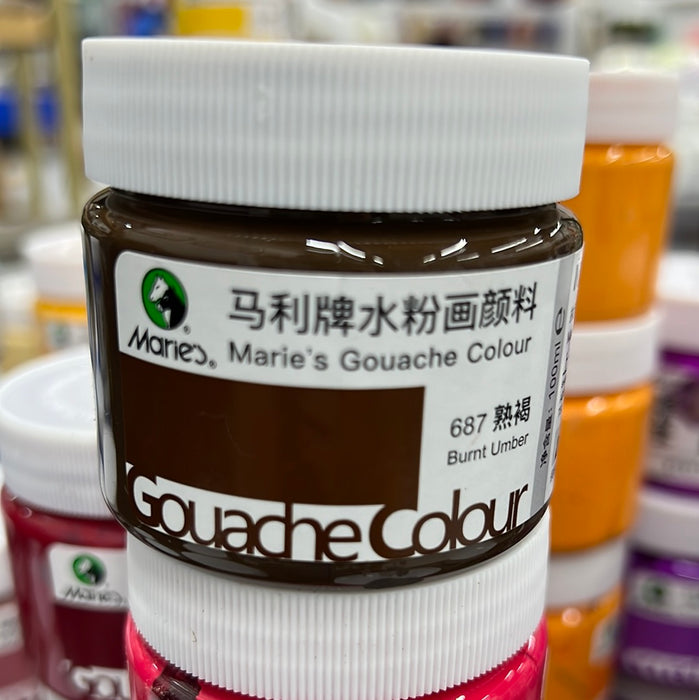 马利牌水粉画颜料
Marie's®
Marie's Gouache Colour
687 熟褐
Burnt Umber
Gouache Colour
净含量：100ml ℮
Marie's